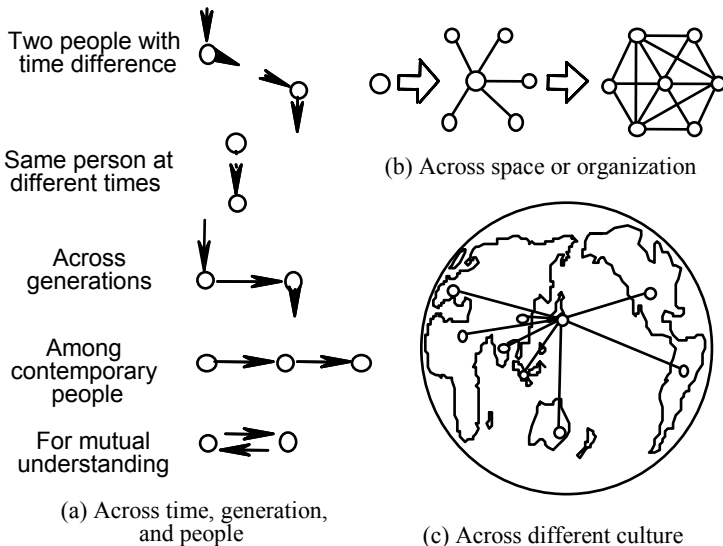 Two people with
time difference
Same person at
different times
Across
generations
Among
contemporary
people
For mutual
understanding
(a) Across time, generation,
and people
(b) Across space or organization
(c) Across different culture